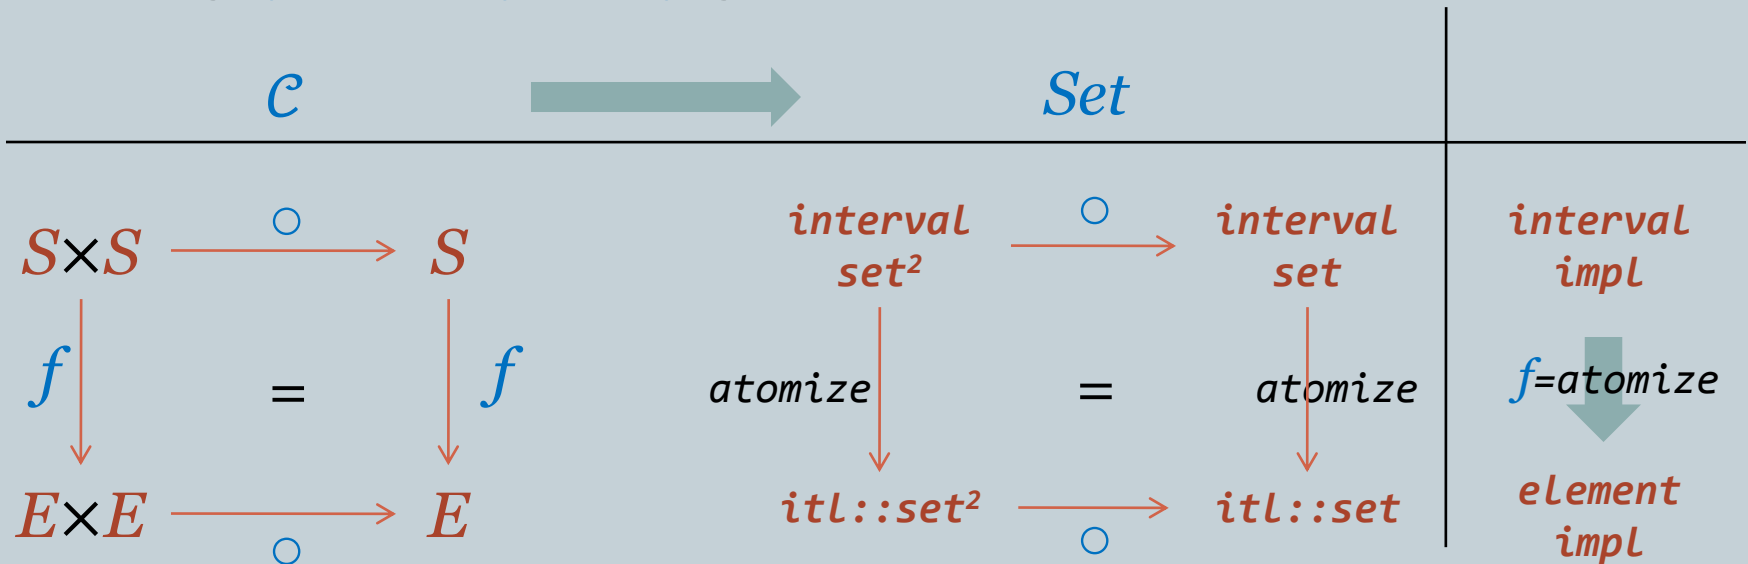 𝒞 Set
S×S ○ S interval set² ○ interval set interval impl
f = f atomize = atomize f=atomize
E×E ○ E itl::set² ○ itl::set element impl